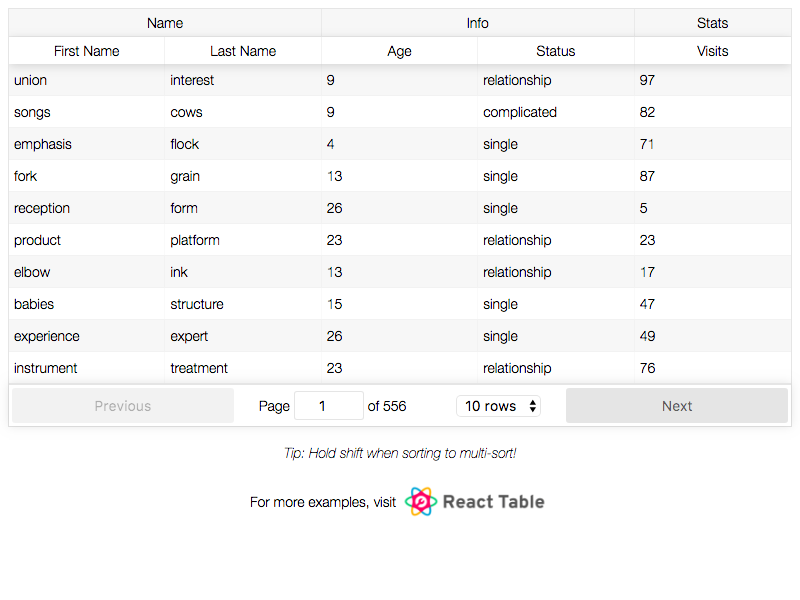 Name Info Stats
First Name Last Name Age Status Visits
union interest 9 relationship 97
songs cows 9 complicated 82
emphasis flock 4 single 71
fork grain 13 single 87
reception form 26 single 5
product platform 23 relationship 23
elbow ink 13 relationship 17
babies structure 15 single 47
experience expert 26 single 49
instrument treatment 23 relationship 76
Previous Page 1 of 556 10 rows Next
Tip: Hold shift when sorting to multi-sort!
For more examples, visit React Table